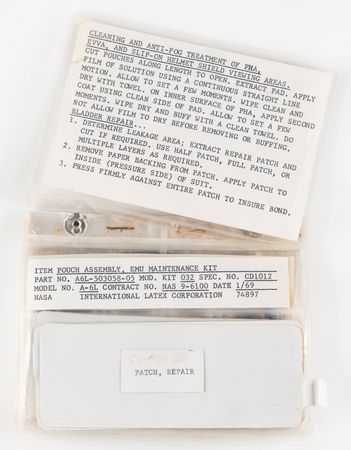 CLEANING AND ANTI-FOG TREATMENT OF PHA,
EVVA, AND SLIP-ON HELMET SHIELD VIEWING AREAS.
CUT POUCHES ALONG LENGTH TO OPEN. EXTRACT PAD. APPLY
FILM OF SOLUTION USING A CONTINUOUS STRAIGHT LINE
MOTION. ALLOW TO SET A FEW MOMENTS. WIPE CLEAN AND
DRY WITH TOWEL. ON INNER SURFACE OF PHA, APPLY SECOND
COAT USING CLEAN SIDE OF PAD. ALLOW TO SET A FEW
MOMENTS. WIPE DRY AND BUFF WITH A CLEAN TOWEL. DO
NOT ALLOW FILM TO DRY BEFORE REMOVING OR BUFFING.
BLADDER REPAIR...
1. DETERMINE LEAKAGE AREA; EXTRACT REPAIR PATCH AND
CUT IF REQUIRED. USE HALF PATCH, FULL PATCH, OR
MULTIPLE LAYERS AS REQUIRED.
2. REMOVE PAPER BACKING FROM PATCH. APPLY PATCH TO
INSIDE (PRESSURE SIDE) OF SUIT.
3. PRESS FIRMLY AGAINST ENTIRE PATCH TO INSURE BOND.
ITEM POUCH ASSEMBLY, EMU MAINTENANCE KIT
PART NO. A6L-503058-05 MOD. KIT 032 SPEC. NO. CD1012
MODEL NO. A-6L CONTRACT NO. NAS 9-6100 DATE 1/69
NASA INTERNATIONAL LATEX CORPORATION 74897
CLASS III
PATCH, REPAIR